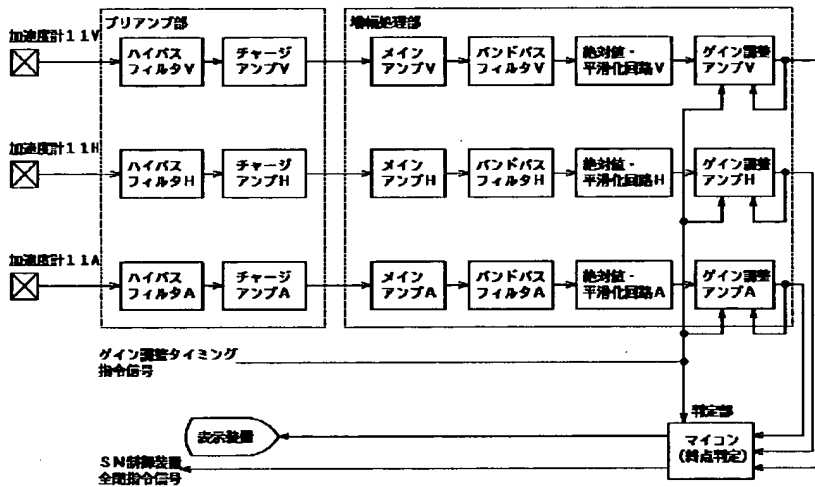 プリアンプ部
増幅処理部
加速度計11V
ハイパス
フィルタV
チャージ
アンプV
メイン
アンプV
バンドパス
フィルタV
絶対値・
平滑化回路V
ゲイン調整
アンプV
加速度計11H
ハイパス
フィルタH
チャージ
アンプH
メイン
アンプH
バンドパス
フィルタH
絶対値・
平滑化回路H
ゲイン調整
アンプH
加速度計11A
ハイパス
フィルタA
チャージ
アンプA
メイン
アンプA
バンドパス
フィルタA
絶対値・
平滑化回路A
ゲイン調整
アンプA
ゲイン調整タイミング
指令信号
判定部
表示装置
マイコン
(終点判定)
SN制御装置
全閉指令信号